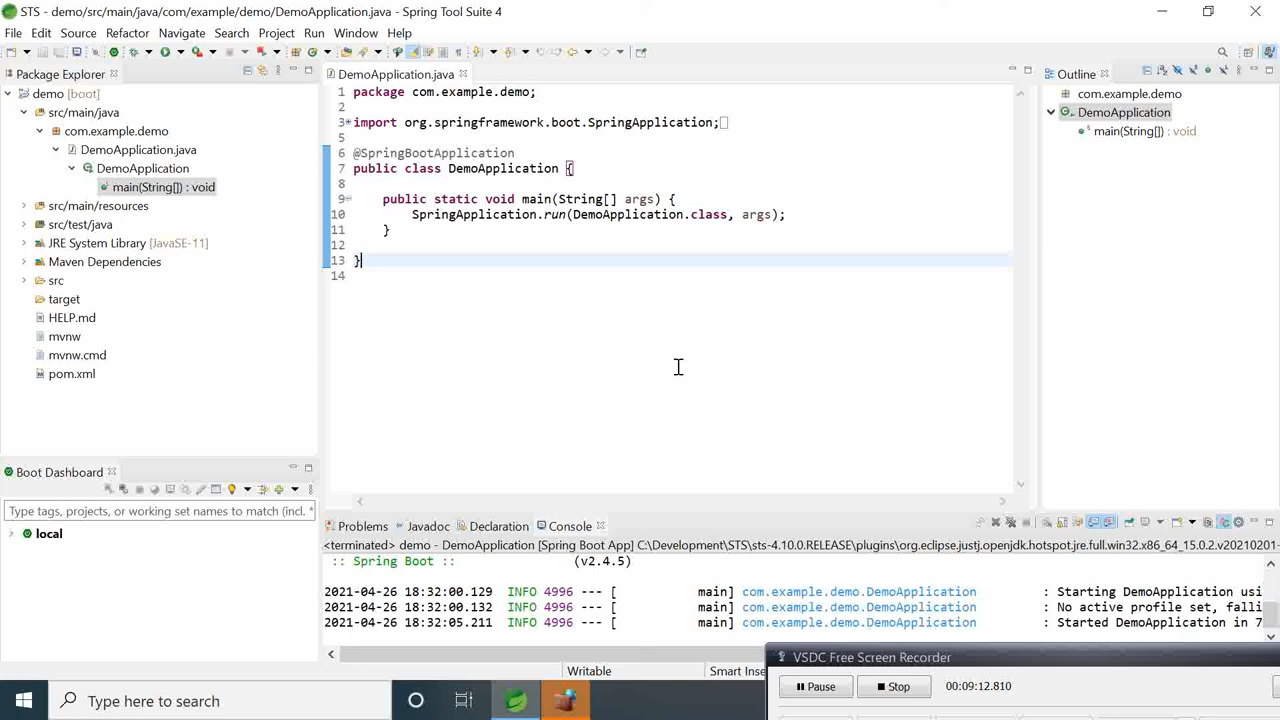 STS - demo/src/main/java/com/example/demo/DemoApplication.java - Spring Tool Suite 4
File Edit Source Refactor Navigate Search Project Run Window Help
Package Explorer
demo [boot]
src/main/java
com.example.demo
DemoApplication.java
DemoApplication
main(String[]) : void
src/main/resources
src/test/java
JRE System Library [JavaSE-11]
Maven Dependencies
src
target
HELP.md
mvnw
mvnw.cmd
pom.xml
DemoApplication.java
1 package com.example.demo;
2
3 import org.springframework.boot.SpringApplication;
5
6 @SpringBootApplication
7 public class DemoApplication {
8
9 public static void main(String[] args) {
10 SpringApplication.run(DemoApplication.class, args);
11 }
12
13 }
14
Outline
com.example.demo
DemoApplication
main(String[]) : void
Boot Dashboard
Type tags, projects, or working set names to match (incl. *
local
Problems Javadoc Declaration Console
<terminated> demo - DemoApplication [Spring Boot App] C:\Development\STS\sts-4.10.0.RELEASE\plugins\org.eclipse.justj.openjdk.hotspot.jre.full.win32.x86_64_15.0.2.v20210201-
:: Spring Boot :: (v2.4.5)
2021-04-26 18:32:00.129 INFO 4996 --- [ main] com.example.demo.DemoApplication : Starting DemoApplication usi
2021-04-26 18:32:00.132 INFO 4996 --- [ main] com.example.demo.DemoApplication : No active profile set, falli
2021-04-26 18:32:05.211 INFO 4996 --- [ main] com.example.demo.DemoApplication : Started DemoApplication in 7
Writable Smart Inse
VSDC Free Screen Recorder
Pause Stop 00:09:12.810
Type here to search